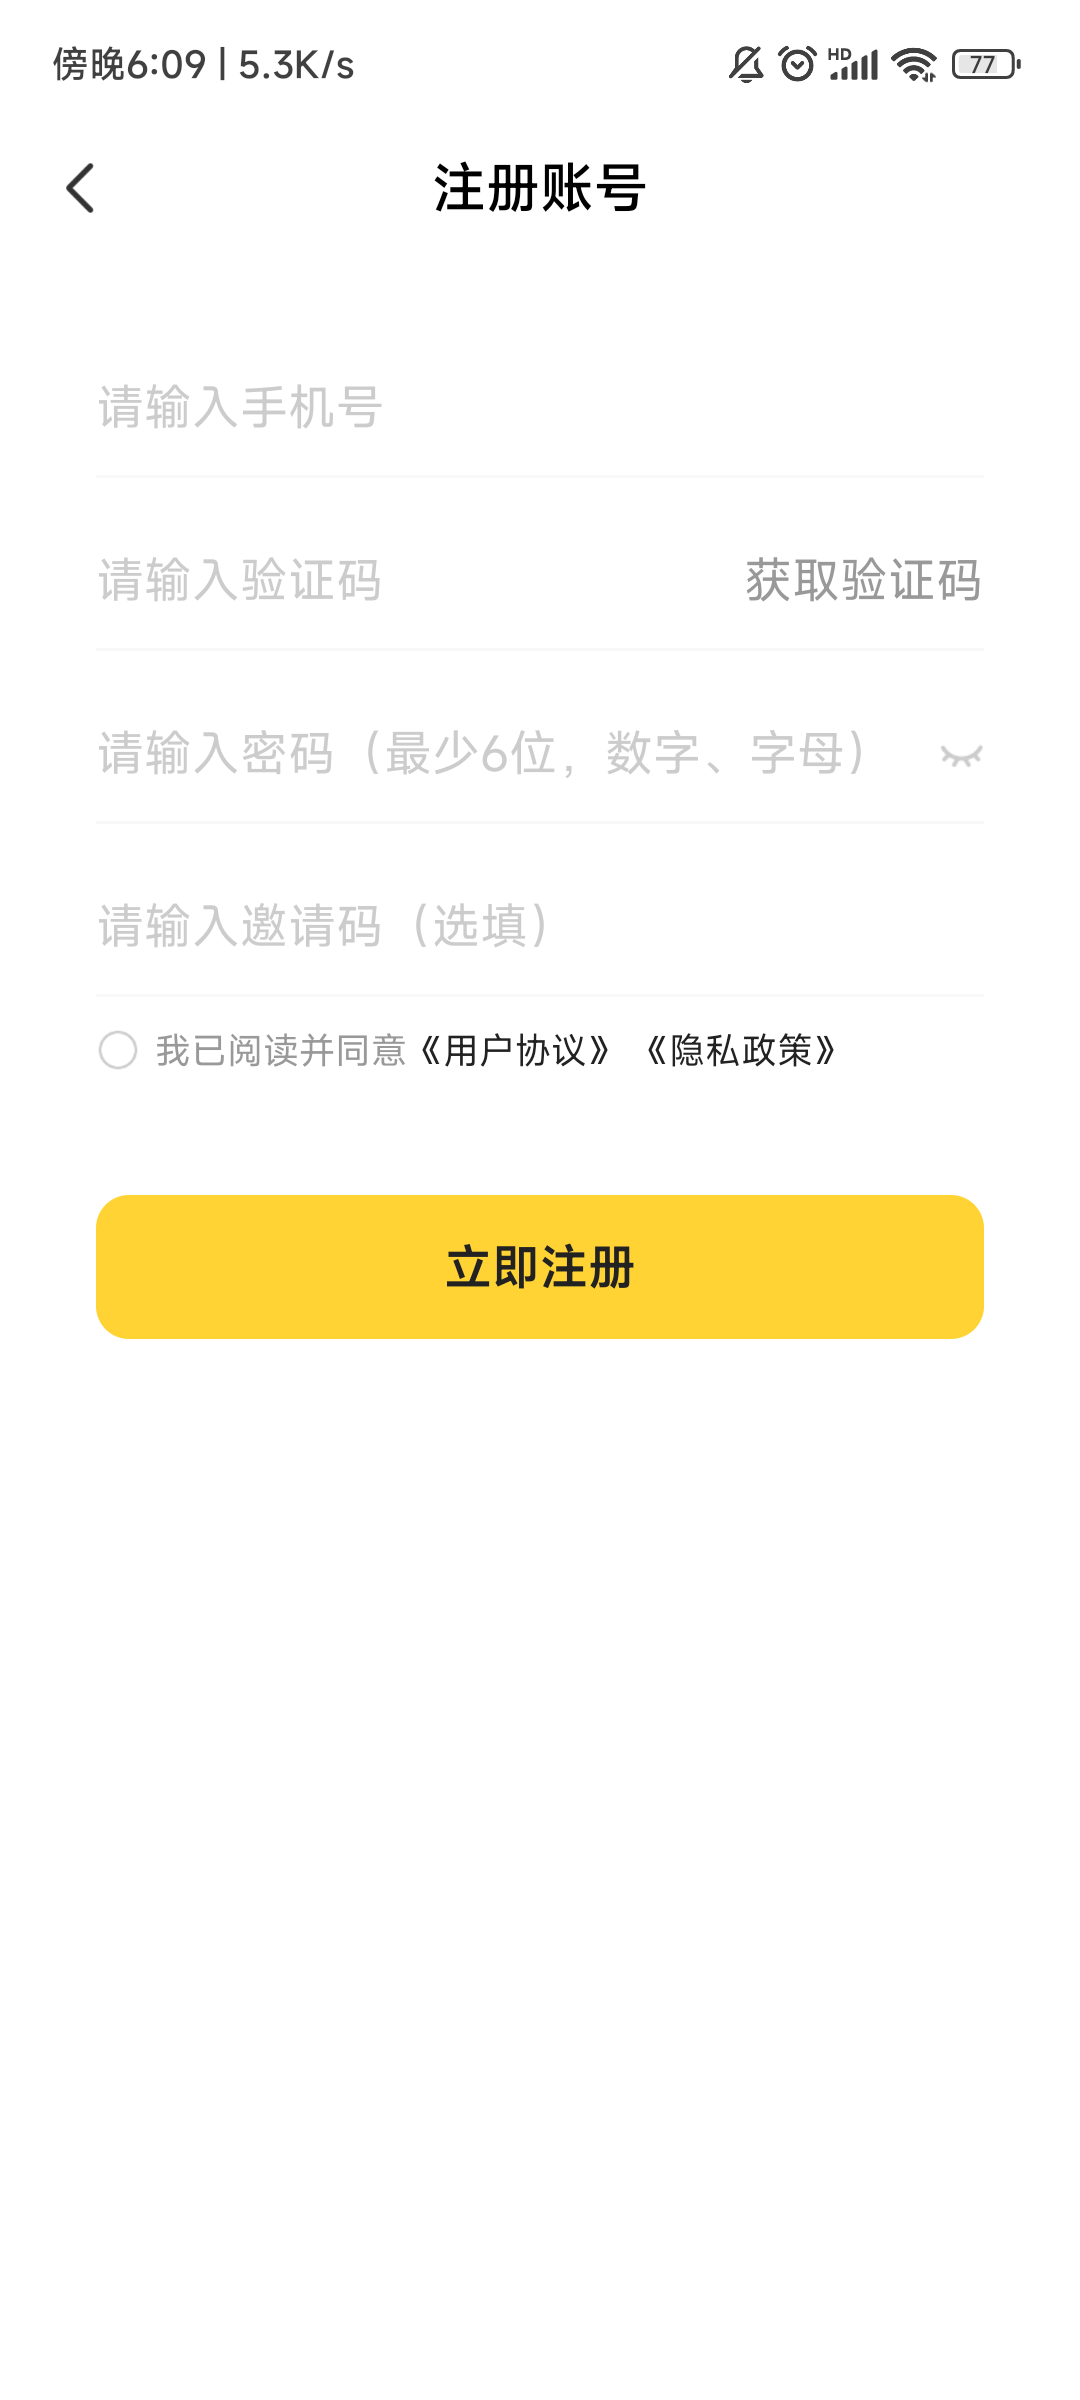 傍晚6:09 | 5.3K/s HD 77
注册账号
请输入手机号
请输入验证码 获取验证码
请输入密码（最少6位，数字、字母）
请输入邀请码（选填）
我已阅读并同意《用户协议》 《隐私政策》
立即注册